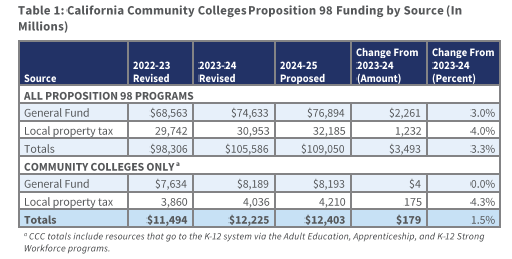 Table 1: California Community Colleges Proposition 98 Funding by Source (In
Millions)
Source 2022-23 Revised 2023-24 Revised 2024-25 Proposed Change From 2023-24 (Amount) Change From 2023-24 (Percent)
ALL PROPOSITION 98 PROGRAMS
General Fund $68,563 $74,633 $76,894 $2,261 3.0%
Local property tax 29,742 30,953 32,185 1,232 4.0%
Totals $98,306 $105,586 $109,050 $3,493 3.3%
COMMUNITY COLLEGES ONLY a
General Fund $7,634 $8,189 $8,193 $4 0.0%
Local property tax 3,860 4,036 4,210 175 4.3%
Totals $11,494 $12,225 $12,403 $179 1.5%
a CCC totals include resources that go to the K-12 system via the Adult Education, Apprenticeship, and K-12 Strong
Workforce programs.